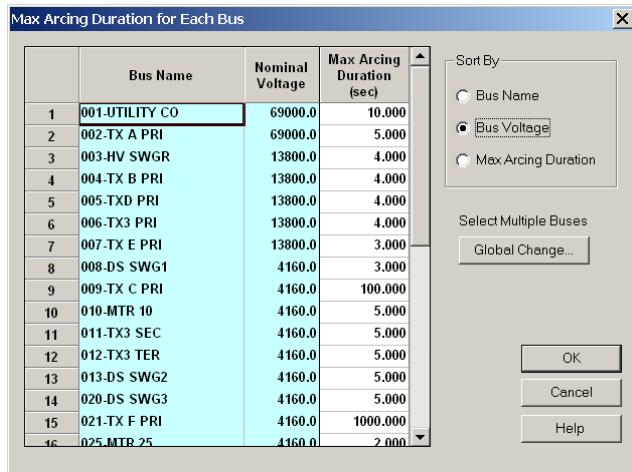 Max Arcing Duration for Each Bus
Bus Name Nominal Voltage Max Arcing Duration (sec)
1 001-UTILITY CO 69000.0 10.000
2 002-TX A PRI 69000.0 5.000
3 003-HV SWGR 13800.0 4.000
4 004-TX B PRI 13800.0 4.000
5 005-TXD PRI 13800.0 4.000
6 006-TX3 PRI 13800.0 4.000
7 007-TX E PRI 13800.0 3.000
8 008-DS SWG1 4160.0 3.000
9 009-TX C PRI 4160.0 100.000
10 010-MTR 10 4160.0 5.000
11 011-TX3 SEC 4160.0 5.000
12 012-TX3 TER 4160.0 5.000
13 013-DS SWG2 4160.0 5.000
14 020-DS SWG3 4160.0 5.000
15 021-TX F PRI 4160.0 1000.000
16 025-MTR 25 4160.0 2.000
Sort By
Bus Name
Bus Voltage
Max Arcing Duration
Select Multiple Buses
Global Change...
OK
Cancel
Help